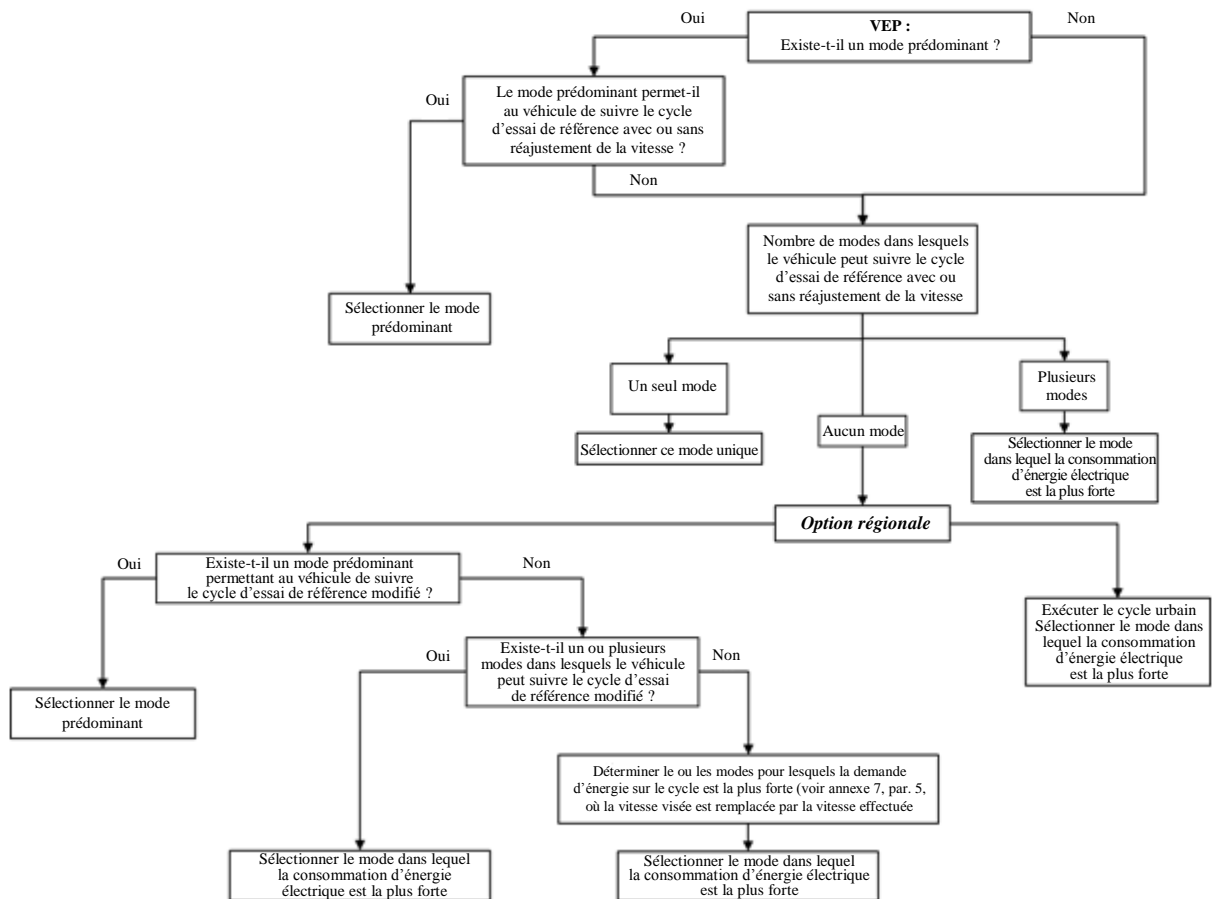 Oui
VEP :
Existe-t-il un mode prédominant ?
Non
Oui
Le mode prédominant permet-il
au véhicule de suivre le cycle
d'essai de référence avec ou sans
réajustement de la vitesse ?
Non
Nombre de modes dans lesquels
le véhicule peut suivre le cycle
d'essai de référence avec ou
sans réajustement de la vitesse
Sélectionner le mode
prédominant
Un seul mode
Plusieurs
modes
Aucun mode
Sélectionner ce mode unique
Sélectionner le mode
dans lequel la consommation
d'énergie électrique
est la plus forte
Option régionale
Oui
Existe-t-il un mode prédominant
permettant au véhicule de suivre
le cycle d'essai de référence modifié ?
Non
Exécuter le cycle urbain
Sélectionner le mode dans
lequel la consommation
d'énergie électrique
est la plus forte
Oui
Existe-t-il un ou plusieurs
modes dans lesquels le véhicule
peut suivre le cycle d'essai
de référence modifié ?
Non
Sélectionner le mode
prédominant
Déterminer le ou les modes pour lesquels la demande
d'énergie sur le cycle est la plus forte (voir annexe 7, par. 5,
où la vitesse visée est remplacée par la vitesse effectuée
Sélectionner le mode dans lequel
la consommation d'énergie
électrique est la plus forte
Sélectionner le mode dans lequel
la consommation d'énergie électrique
est la plus forte